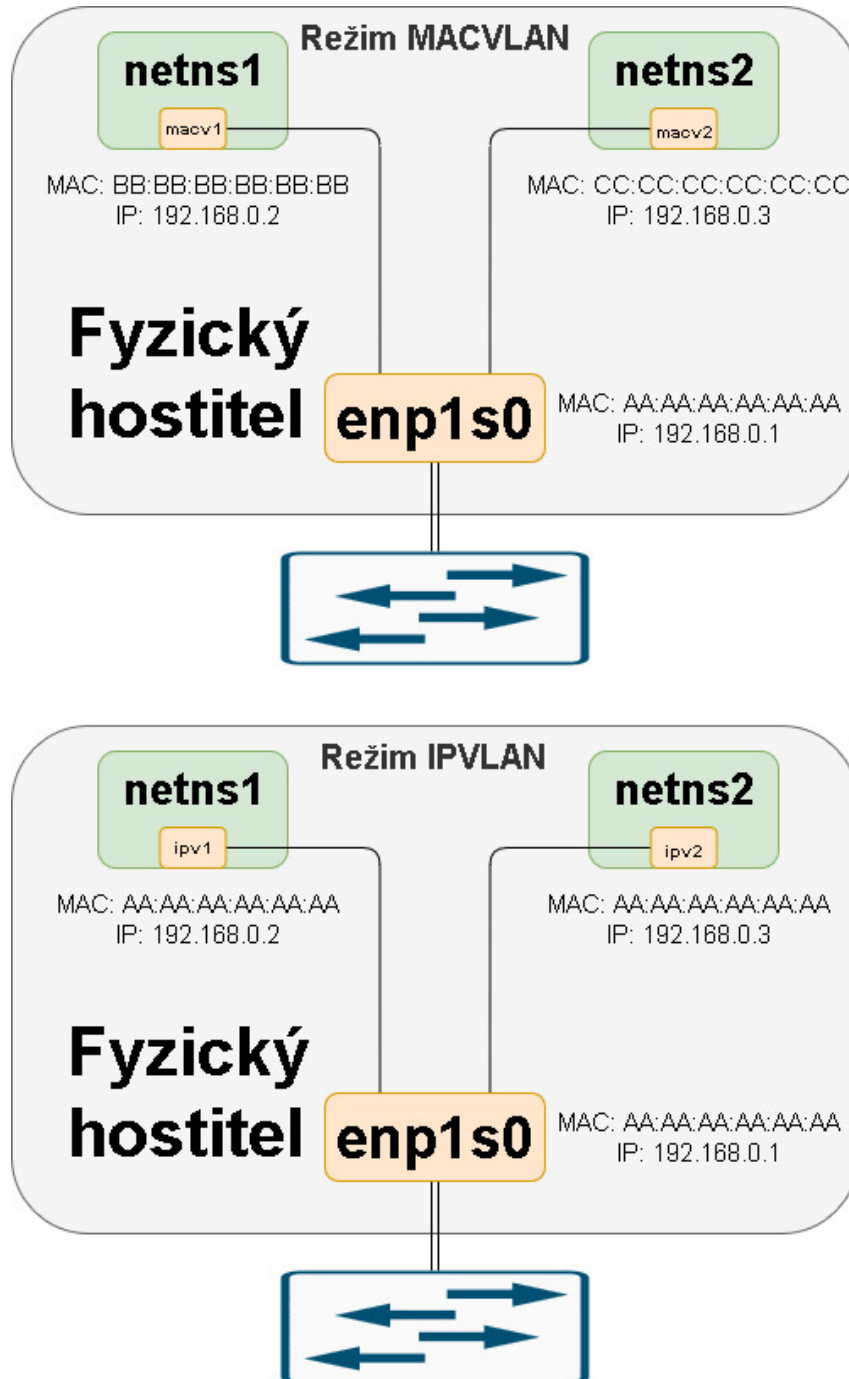 Režim MACVLAN
netns1
netns2
macv1
macv2
MAC: BB:BB:BB:BB:BB:BB
IP: 192.168.0.2
MAC: CC:CC:CC:CC:CC:CC
IP: 192.168.0.3
Fyzický
hostitel
enp1s0
MAC: AA:AA:AA:AA:AA:AA
IP: 192.168.0.1
Režim IPVLAN
netns1
netns2
ipv1
ipv2
MAC: AA:AA:AA:AA:AA:AA
IP: 192.168.0.2
MAC: AA:AA:AA:AA:AA:AA
IP: 192.168.0.3
Fyzický
hostitel
enp1s0
MAC: AA:AA:AA:AA:AA:AA
IP: 192.168.0.1